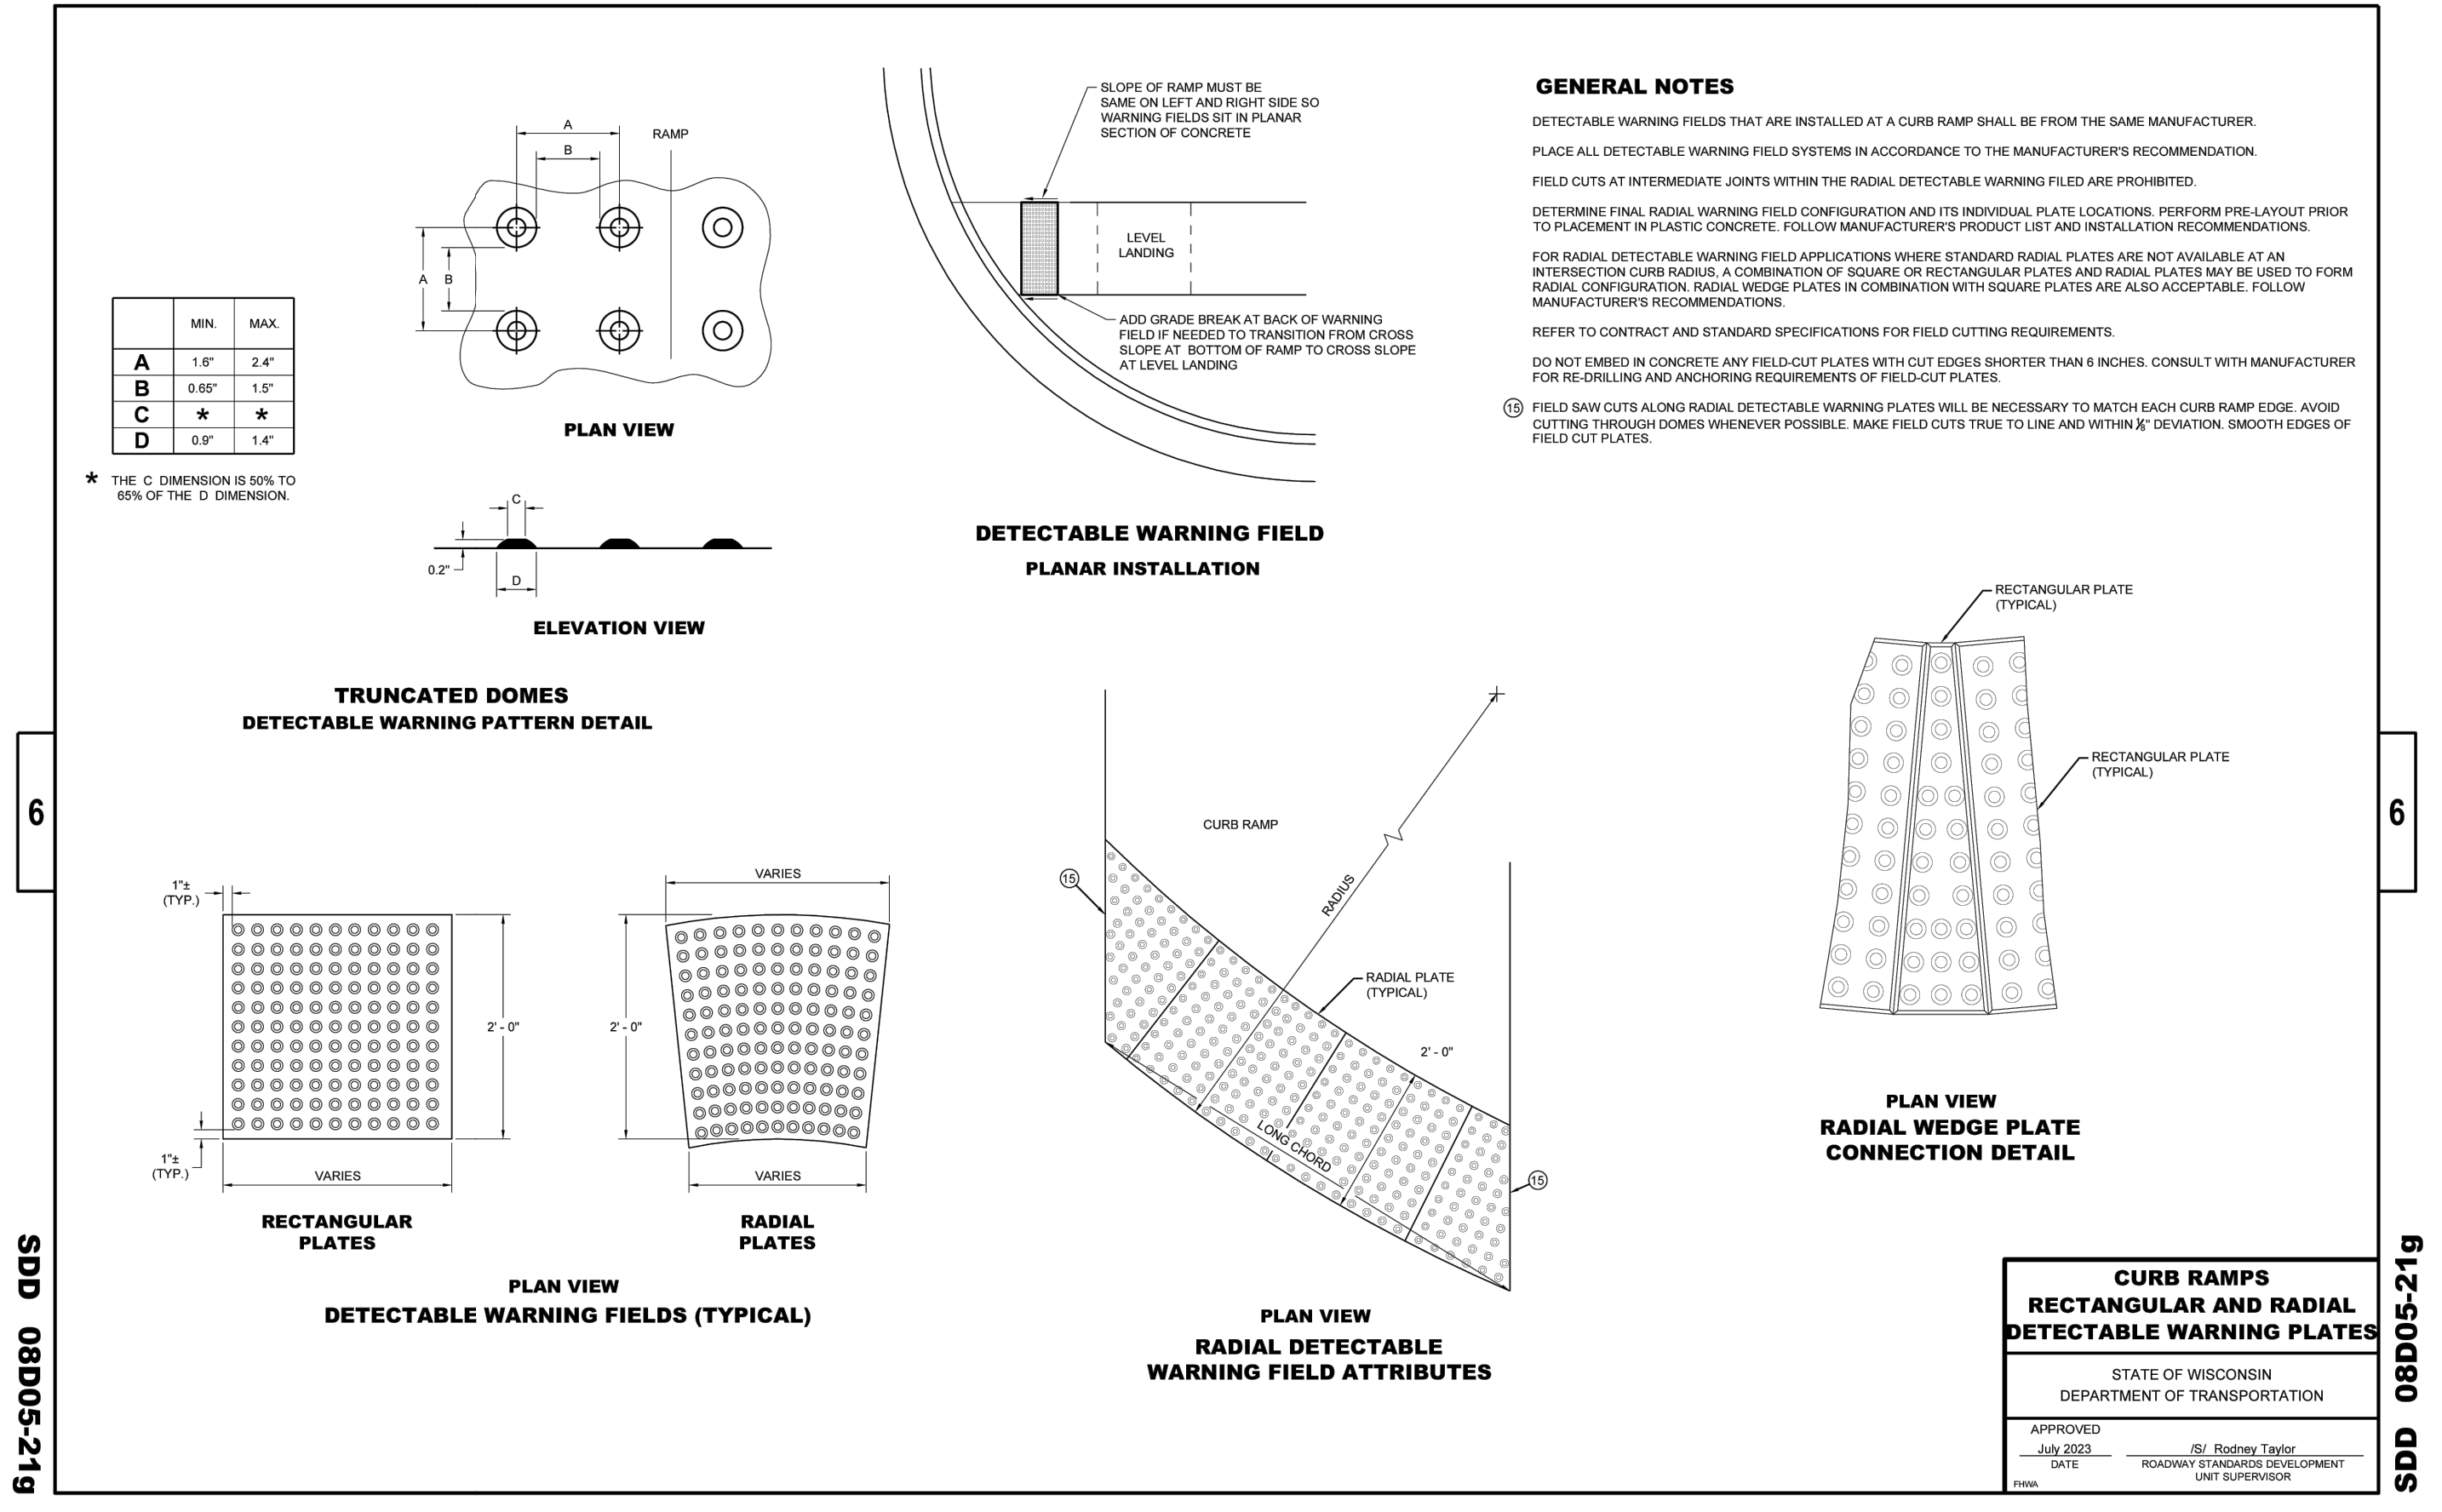 A
RAMP
B
A
B
MIN.
MAX.
A
1.6"
2.4"
B
0.65"
1.5"
C
*
*
D
0.9"
1.4"
* THE C DIMENSION IS 50% TO
65% OF THE D DIMENSION.
PLAN VIEW
C
0.2"
D
ELEVATION VIEW
TRUNCATED DOMES
DETECTABLE WARNING PATTERN DETAIL
SLOPE OF RAMP MUST BE
SAME ON LEFT AND RIGHT SIDE SO
WARNING FIELDS SIT IN PLANAR
SECTION OF CONCRETE
LEVEL
LANDING
ADD GRADE BREAK AT BACK OF WARNING
FIELD IF NEEDED TO TRANSITION FROM CROSS
SLOPE AT BOTTOM OF RAMP TO CROSS SLOPE
AT LEVEL LANDING
DETECTABLE WARNING FIELD
PLANAR INSTALLATION
GENERAL NOTES
DETECTABLE WARNING FIELDS THAT ARE INSTALLED AT A CURB RAMP SHALL BE FROM THE SAME MANUFACTURER.
PLACE ALL DETECTABLE WARNING FIELD SYSTEMS IN ACCORDANCE TO THE MANUFACTURER'S RECOMMENDATION.
FIELD CUTS AT INTERMEDIATE JOINTS WITHIN THE RADIAL DETECTABLE WARNING FILED ARE PROHIBITED.
DETERMINE FINAL RADIAL WARNING FIELD CONFIGURATION AND ITS INDIVIDUAL PLATE LOCATIONS. PERFORM PRE-LAYOUT PRIOR
TO PLACEMENT IN PLASTIC CONCRETE. FOLLOW MANUFACTURER'S PRODUCT LIST AND INSTALLATION RECOMMENDATIONS.
FOR RADIAL DETECTABLE WARNING FIELD APPLICATIONS WHERE STANDARD RADIAL PLATES ARE NOT AVAILABLE AT AN
INTERSECTION CURB RADIUS, A COMBINATION OF SQUARE OR RECTANGULAR PLATES AND RADIAL PLATES MAY BE USED TO FORM
RADIAL CONFIGURATION. RADIAL WEDGE PLATES IN COMBINATION WITH SQUARE PLATES ARE ALSO ACCEPTABLE. FOLLOW
MANUFACTURER'S RECOMMENDATIONS.
REFER TO CONTRACT AND STANDARD SPECIFICATIONS FOR FIELD CUTTING REQUIREMENTS.
DO NOT EMBED IN CONCRETE ANY FIELD-CUT PLATES WITH CUT EDGES SHORTER THAN 6 INCHES. CONSULT WITH MANUFACTURER
FOR RE-DRILLING AND ANCHORING REQUIREMENTS OF FIELD-CUT PLATES.
15 FIELD SAW CUTS ALONG RADIAL DETECTABLE WARNING PLATES WILL BE NECESSARY TO MATCH EACH CURB RAMP EDGE. AVOID
CUTTING THROUGH DOMES WHENEVER POSSIBLE. MAKE FIELD CUTS TRUE TO LINE AND WITHIN ⅛" DEVIATION. SMOOTH EDGES OF
FIELD CUT PLATES.
RECTANGULAR PLATE
(TYPICAL)
RECTANGULAR PLATE
(TYPICAL)
PLAN VIEW
RADIAL WEDGE PLATE
CONNECTION DETAIL
6
6
1"±
(TYP.)
2' - 0"
1"±
(TYP.)
VARIES
RECTANGULAR
PLATES
VARIES
2' - 0"
VARIES
RADIAL
PLATES
PLAN VIEW
DETECTABLE WARNING FIELDS (TYPICAL)
CURB RAMP
15
RADIUS
RADIAL PLATE
(TYPICAL)
2' - 0"
LONG CHORD
15
PLAN VIEW
RADIAL DETECTABLE
WARNING FIELD ATTRIBUTES
SDD 08D05-21g
SDD 08D05-21g
CURB RAMPS
RECTANGULAR AND RADIAL
DETECTABLE WARNING PLATES
STATE OF WISCONSIN
DEPARTMENT OF TRANSPORTATION
APPROVED
July 2023
/S/ Rodney Taylor
DATE
ROADWAY STANDARDS DEVELOPMENT
UNIT SUPERVISOR
FHWA